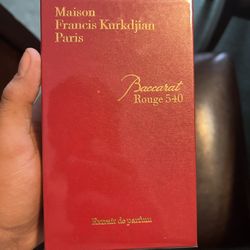 Maison
Francis Kurkdjian
Paris
Baccarat
Rouge 540
Extrait de parfum